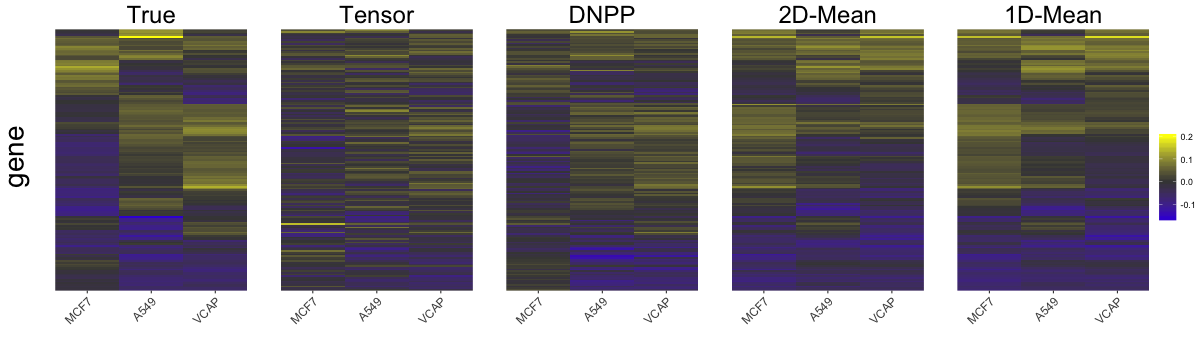 True Tensor DNPP 2D-Mean 1D-Mean
gene
0.2
0.1
0.0
-0.1
MCF7 A549 VCAP MCF7 A549 VCAP MCF7 A549 VCAP MCF7 A549 VCAP MCF7 A549 VCAP